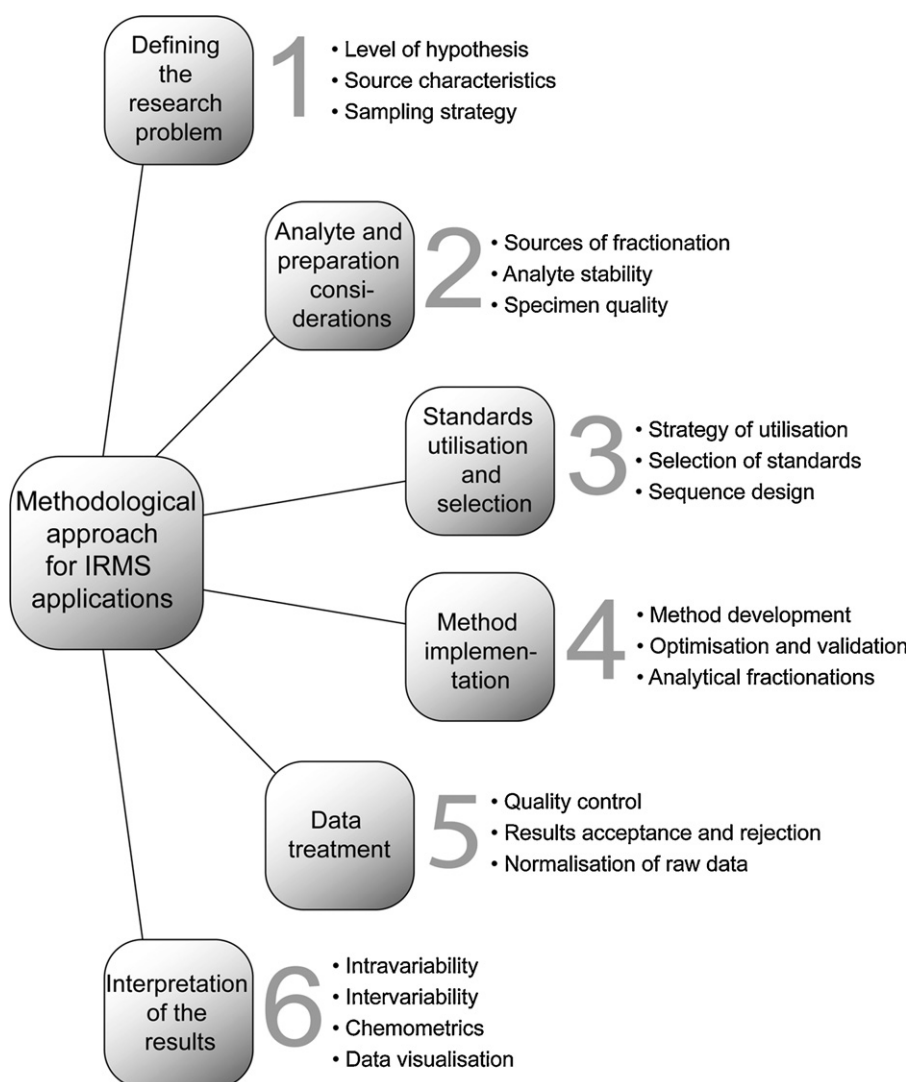 Defining
the
research
problem
1
• Level of hypothesis
• Source characteristics
• Sampling strategy
Analyte and
preparation
consi-
derations
2
• Sources of fractionation
• Analyte stability
• Specimen quality
Standards
utilisation
and
selection
3
• Strategy of utilisation
• Selection of standards
• Sequence design
Methodological
approach
for IRMS
applications
Method
implemen-
tation
4
• Method development
• Optimisation and validation
• Analytical fractionations
Data
treatment
5
• Quality control
• Results acceptance and rejection
• Normalisation of raw data
Interpretation
of the
results
6
• Intravariability
• Intervariability
• Chemometrics
• Data visualisation